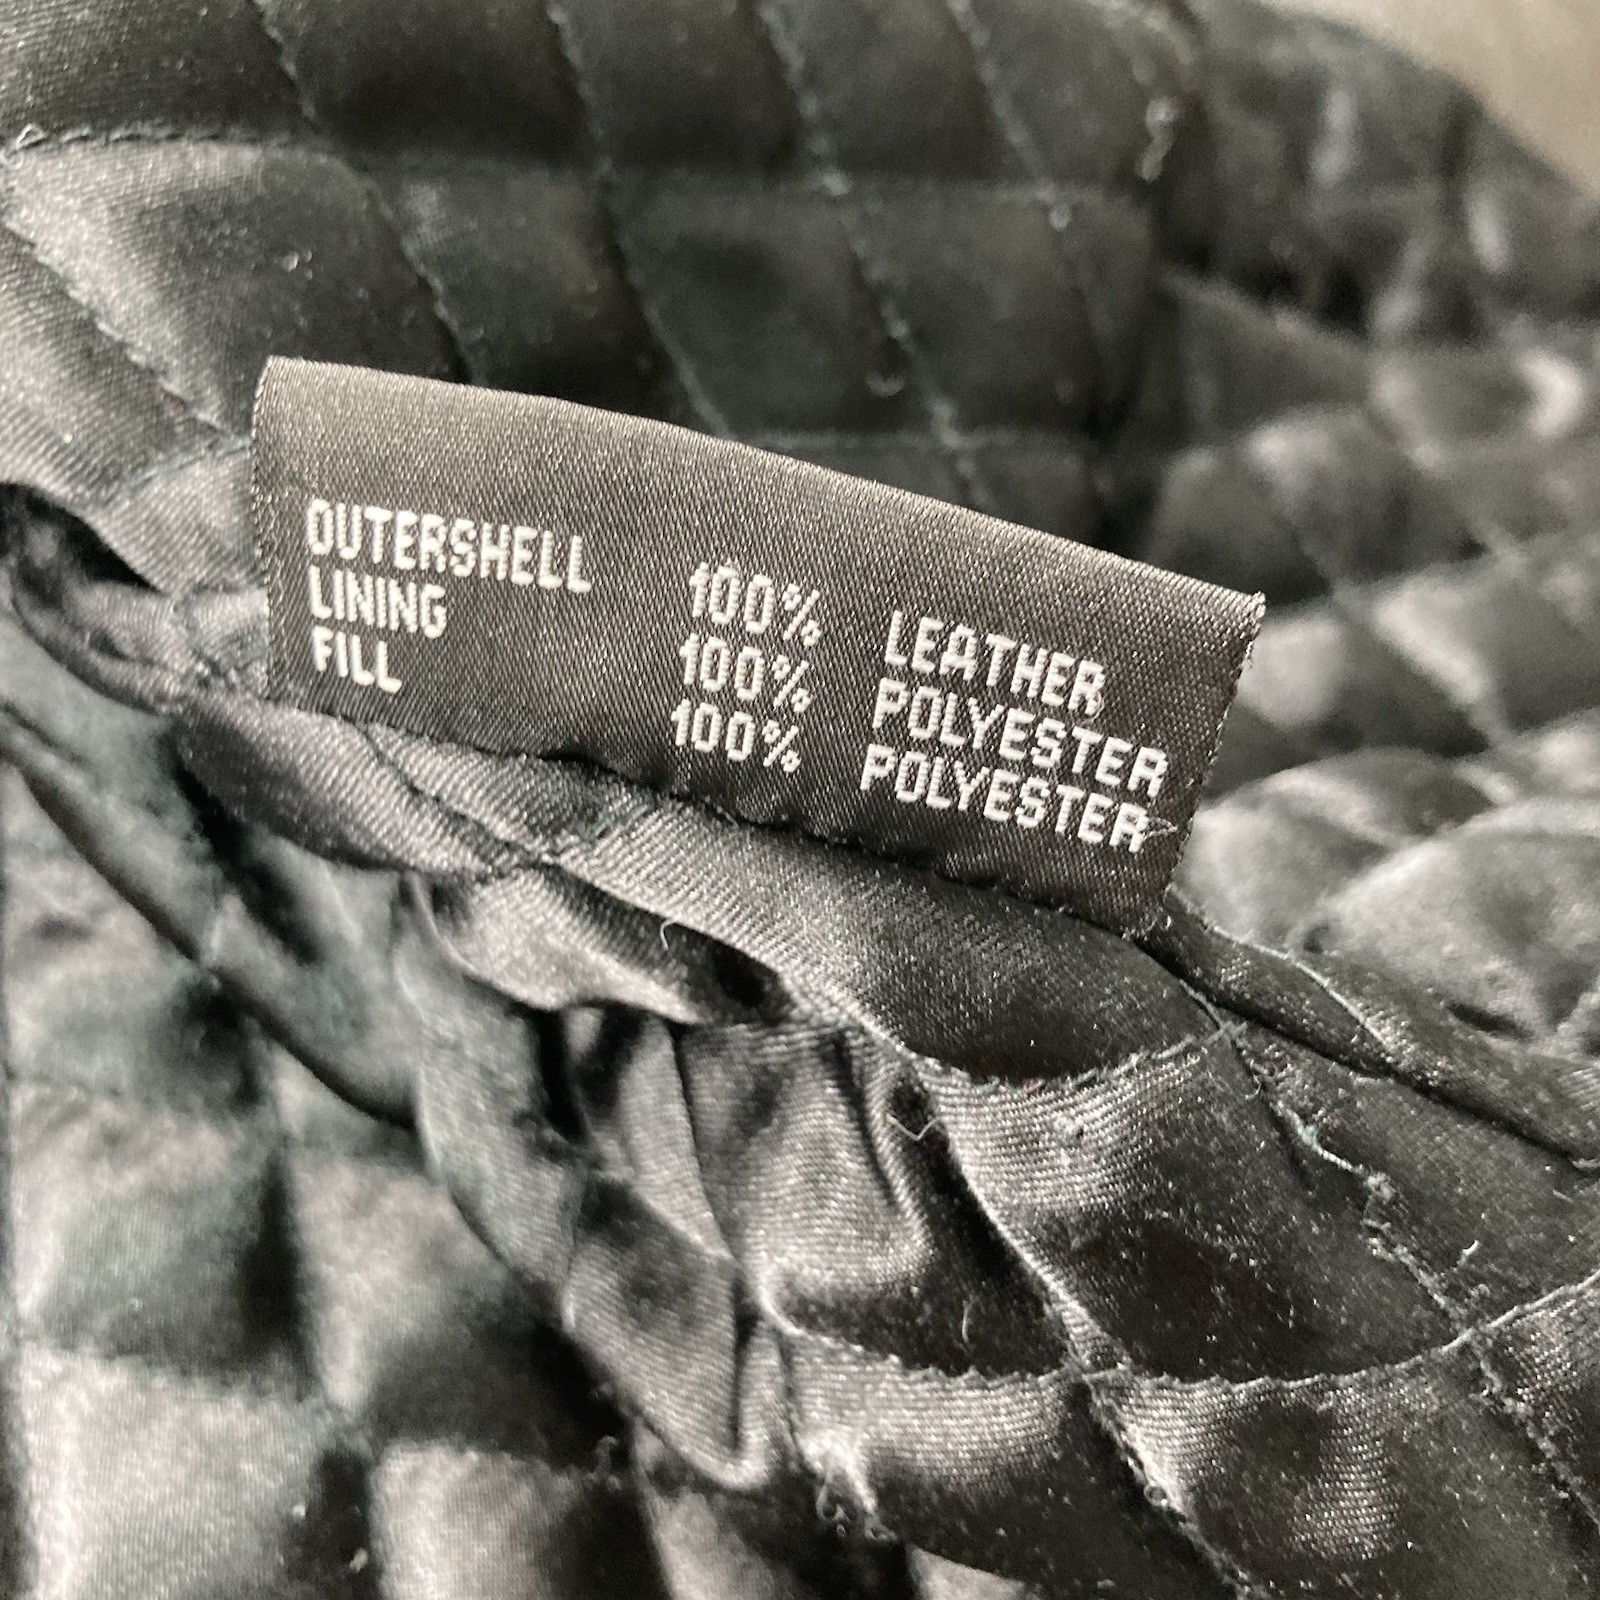 OUTERSHELL 100% LEATHER
LINING 100% POLYESTER
FILL 100% POLYESTER